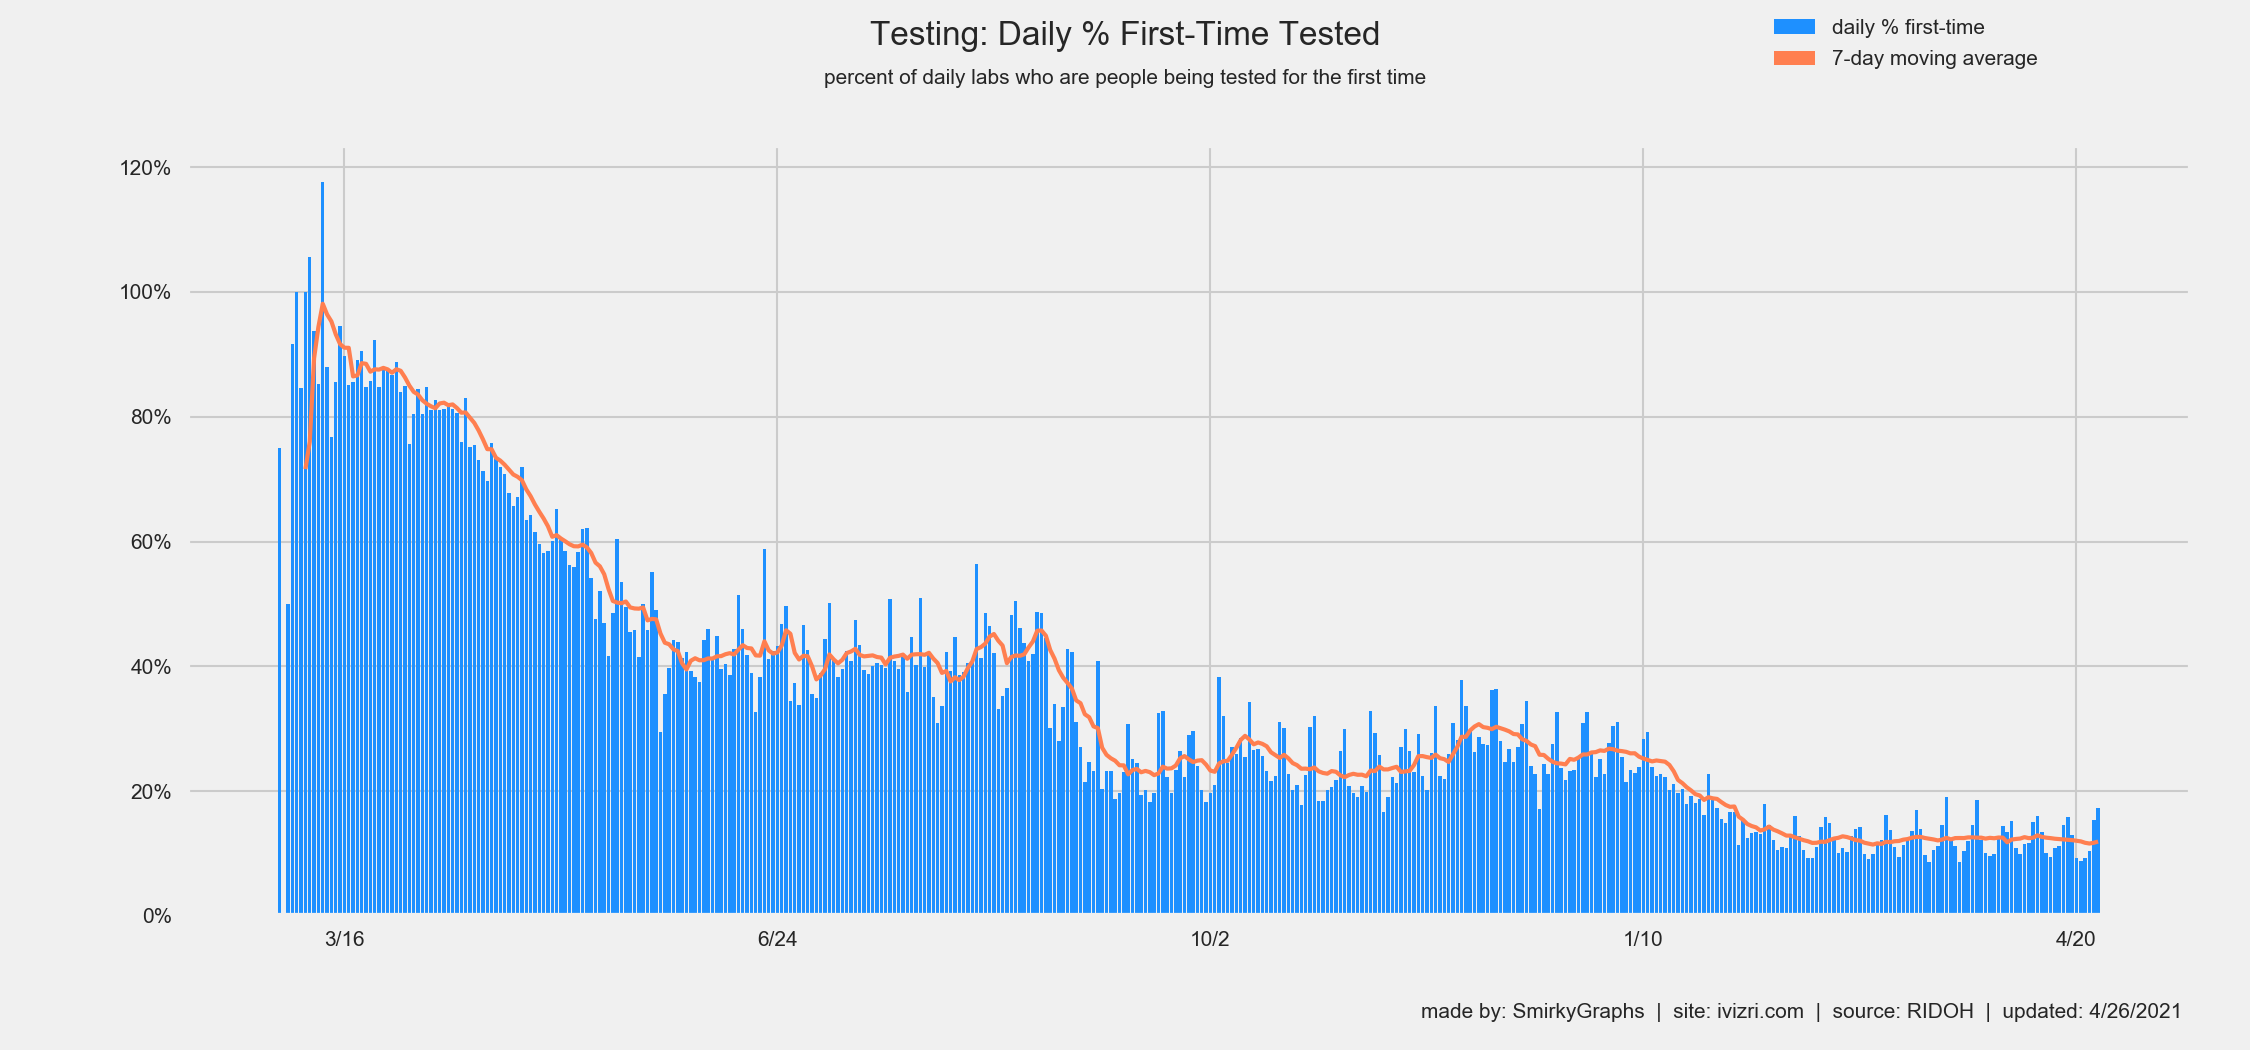 Testing: Daily % First-Time Tested
percent of daily labs who are people being tested for the first time
daily % first-time
7-day moving average
120%
100%
80%
60%
40%
20%
0%
3/16 6/24 10/2 1/10 4/20
made by: SmirkyGraphs | site: ivizri.com | source: RIDOH | updated: 4/26/2021